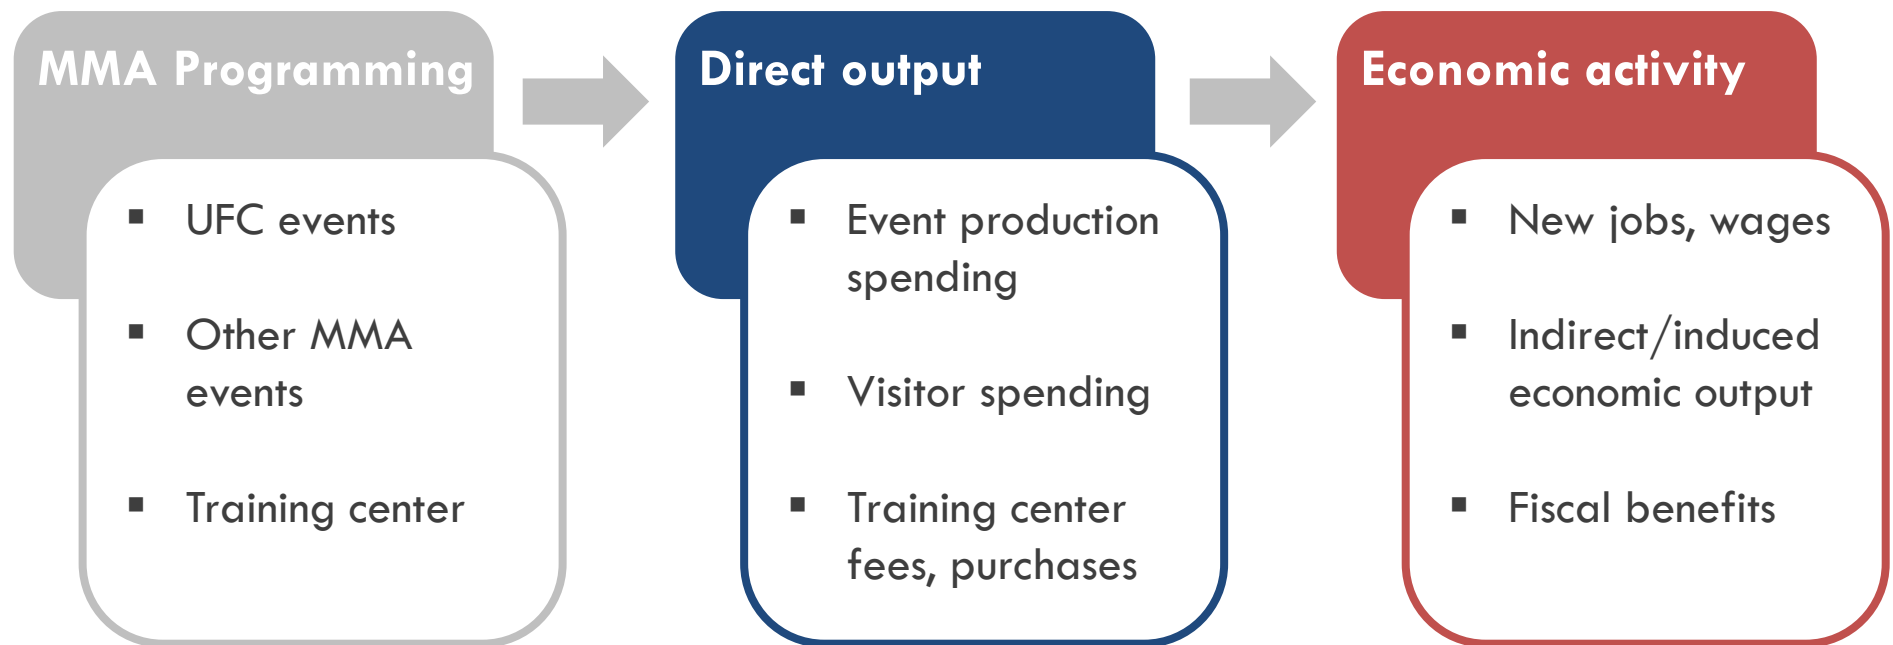 MMA Programming
▪ UFC events
▪ Other MMA
events
▪ Training center
Direct output
▪ Event production
spending
▪ Visitor spending
▪ Training center
fees, purchases
Economic activity
▪ New jobs, wages
▪ Indirect/induced
economic output
▪ Fiscal benefits